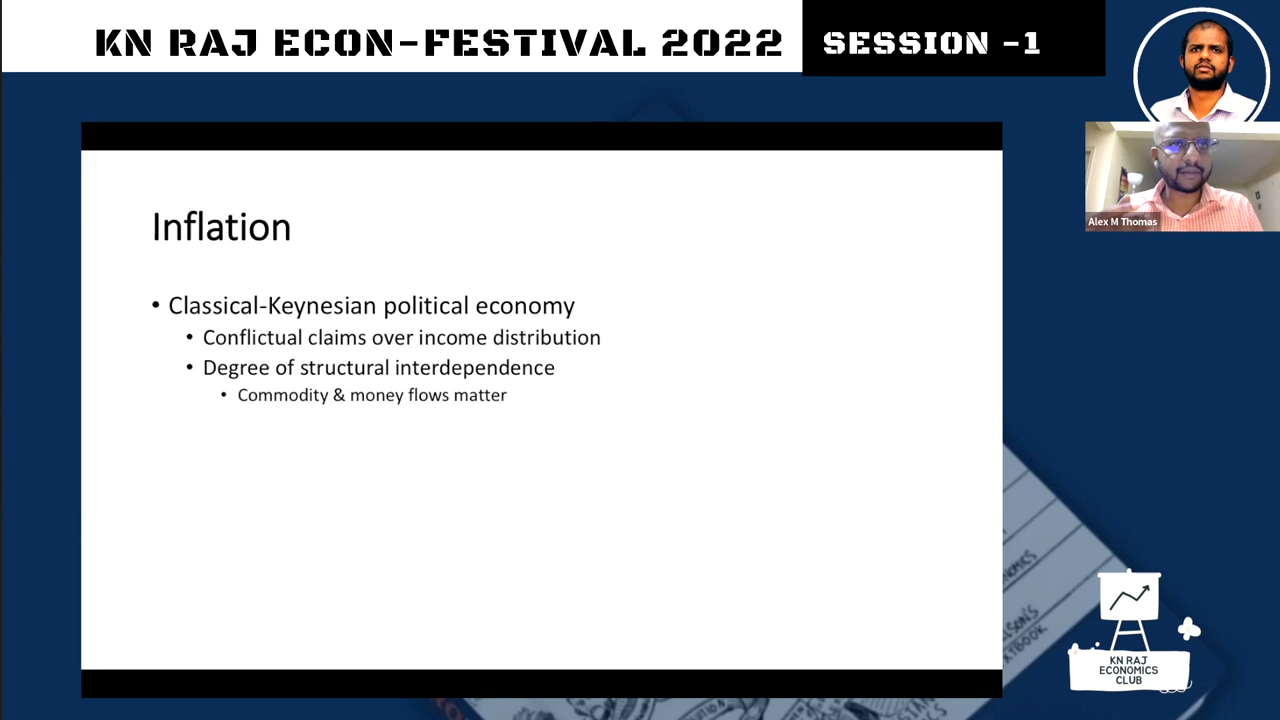 KN RAJ ECON-FESTIVAL 2022
SESSION -1
Alex M Thomas
Inflation
• Classical-Keynesian political economy
• Conflictual claims over income distribution
• Degree of structural interdependence
• Commodity & money flows matter
KN RAJ
ECONOMICS
CLUB